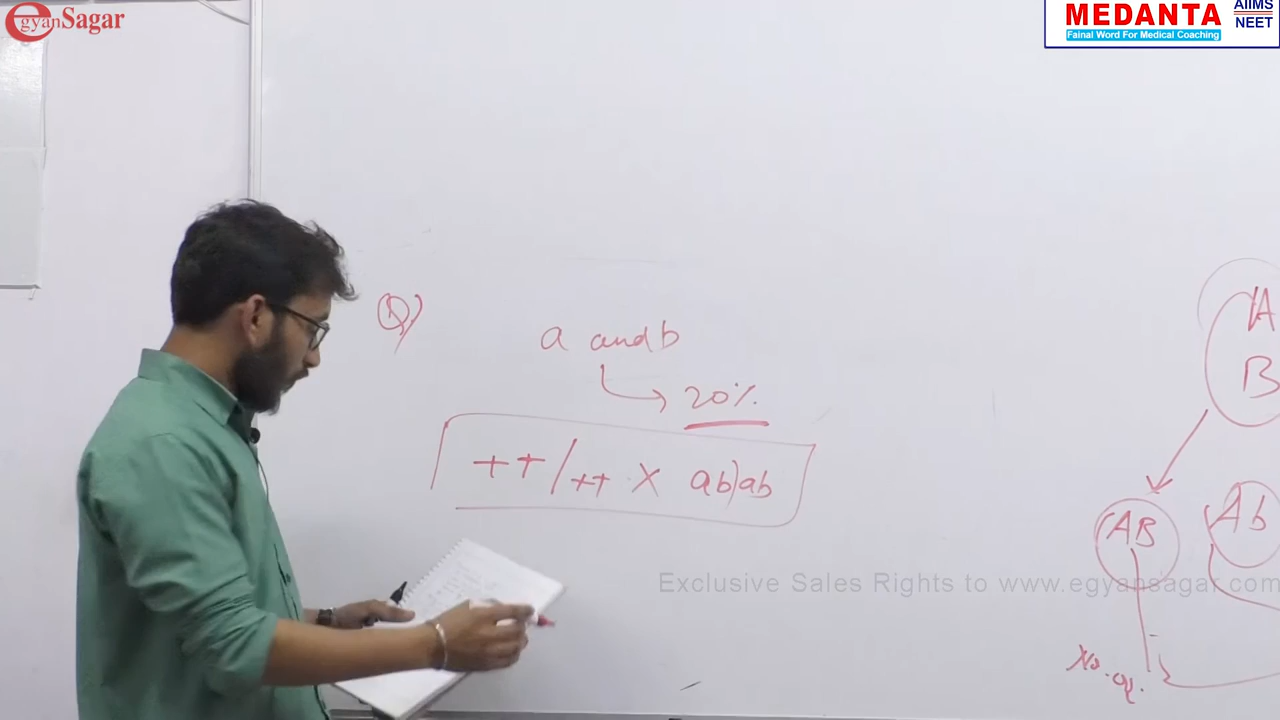 egyanSagar
MEDANTA
AIIMS
NEET
Fainal Word For Medical Coaching
Q)
a and b
20%
++/++ X ab/ab
A
B
AB
Ab
Exclusive Sales Rights to www.egyansagar.com